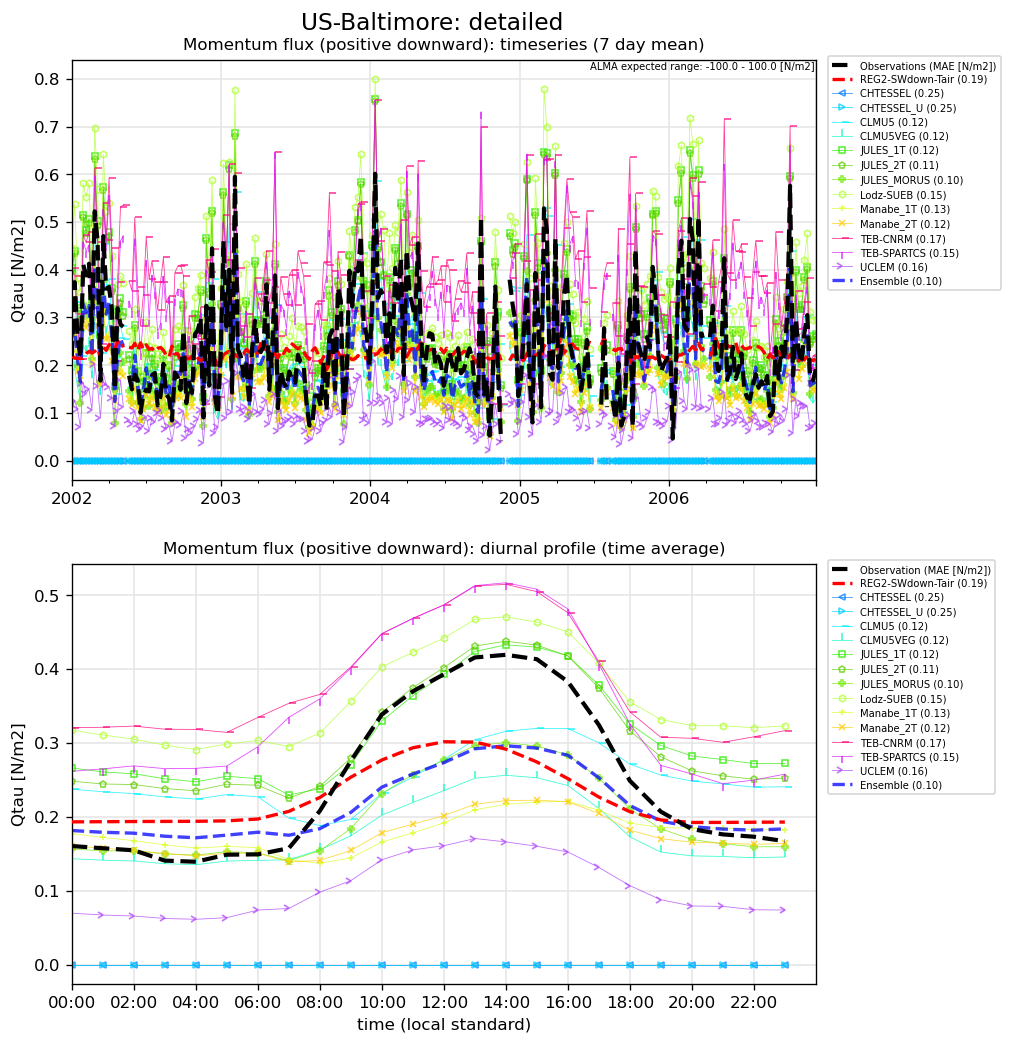 US-Baltimore: detailed
Momentum flux (positive downward): timeseries (7 day mean)
ALMA expected range: -100.0 - 100.0 [N/m2]
Qtau [N/m2]
0.8
0.7
0.6
0.5
0.4
0.3
0.2
0.1
0.0
2002
2003
2004
2005
2006
Observations (MAE [N/m2])
REG2-SWdown-Tair (0.19)
CHTESSEL (0.25)
CHTESSEL_U (0.25)
CLMU5 (0.12)
CLMU5VEG (0.12)
JULES_1T (0.12)
JULES_2T (0.11)
JULES_MORUS (0.10)
Lodz-SUEB (0.15)
Manabe_1T (0.13)
Manabe_2T (0.12)
TEB-CNRM (0.17)
TEB-SPARTCS (0.15)
UCLEM (0.16)
Ensemble (0.10)
Momentum flux (positive downward): diurnal profile (time average)
Qtau [N/m2]
0.5
0.4
0.3
0.2
0.1
0.0
00:00
02:00
04:00
06:00
08:00
10:00
12:00
14:00
16:00
18:00
20:00
22:00
time (local standard)
Observation (MAE [N/m2])
REG2-SWdown-Tair (0.19)
CHTESSEL (0.25)
CHTESSEL_U (0.25)
CLMU5 (0.12)
CLMU5VEG (0.12)
JULES_1T (0.12)
JULES_2T (0.11)
JULES_MORUS (0.10)
Lodz-SUEB (0.15)
Manabe_1T (0.13)
Manabe_2T (0.12)
TEB-CNRM (0.17)
TEB-SPARTCS (0.15)
UCLEM (0.16)
Ensemble (0.10)